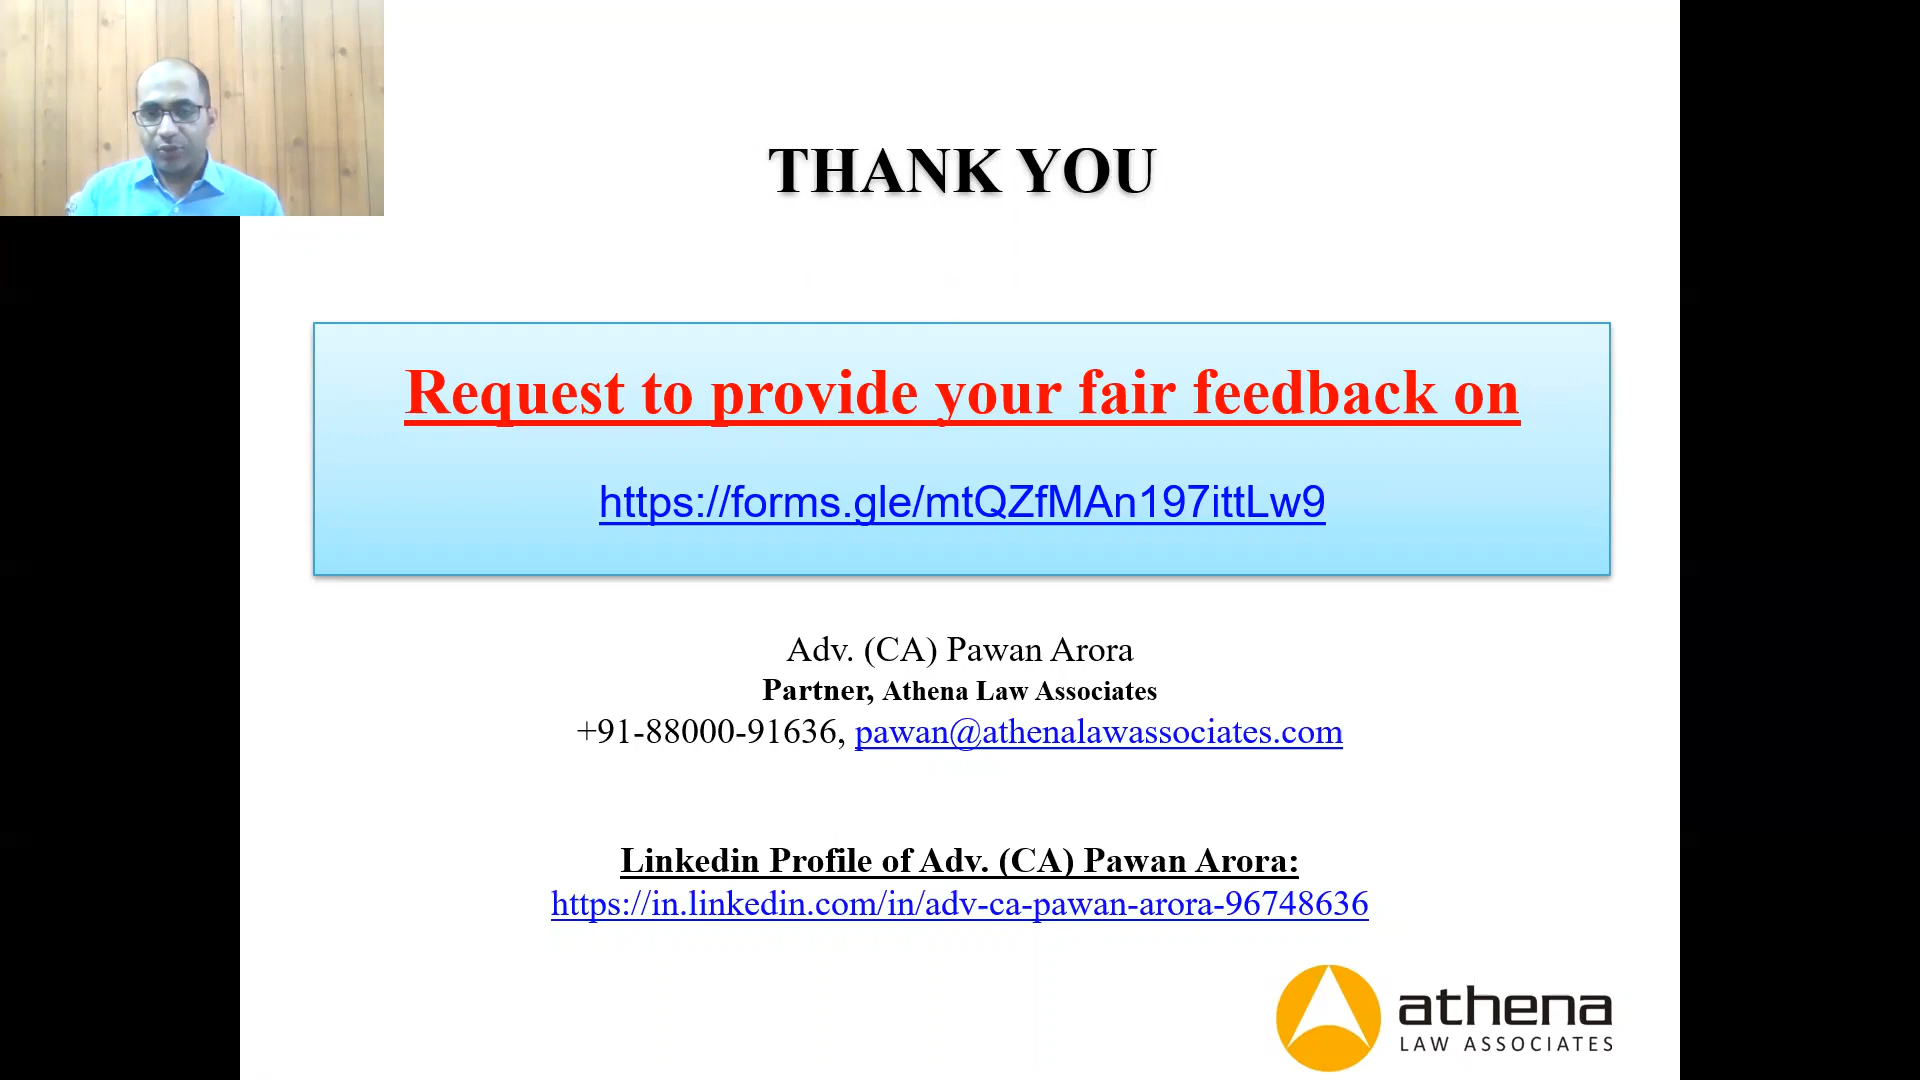 THANK YOU
Request to provide your fair feedback on
https://forms.gle/mtQZfMAn197ittLw9
Adv. (CA) Pawan Arora
Partner, Athena Law Associates
+91-88000-91636, pawan@athenalawassociates.com
Linkedin Profile of Adv. (CA) Pawan Arora:
https://in.linkedin.com/in/adv-ca-pawan-arora-96748636
athena
LAW ASSOCIATES